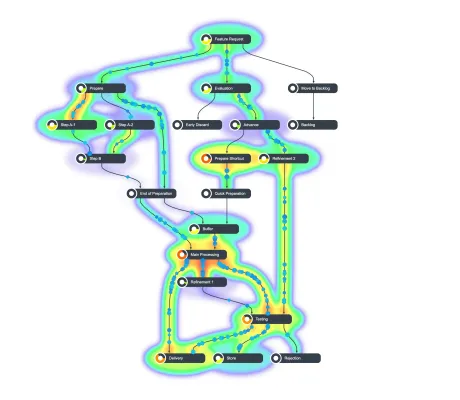 Feature Request
Prepare
Evaluation
Move to Backlog
Step A-1
Step A-2
Early Discard
Advance
Backlog
Step B
Prepare Shortcut
Refinement 2
End of Preparation
Quick Preparation
Buffer
Main Processing
Refinement 1
Testing
Delivery
Store
Rejection